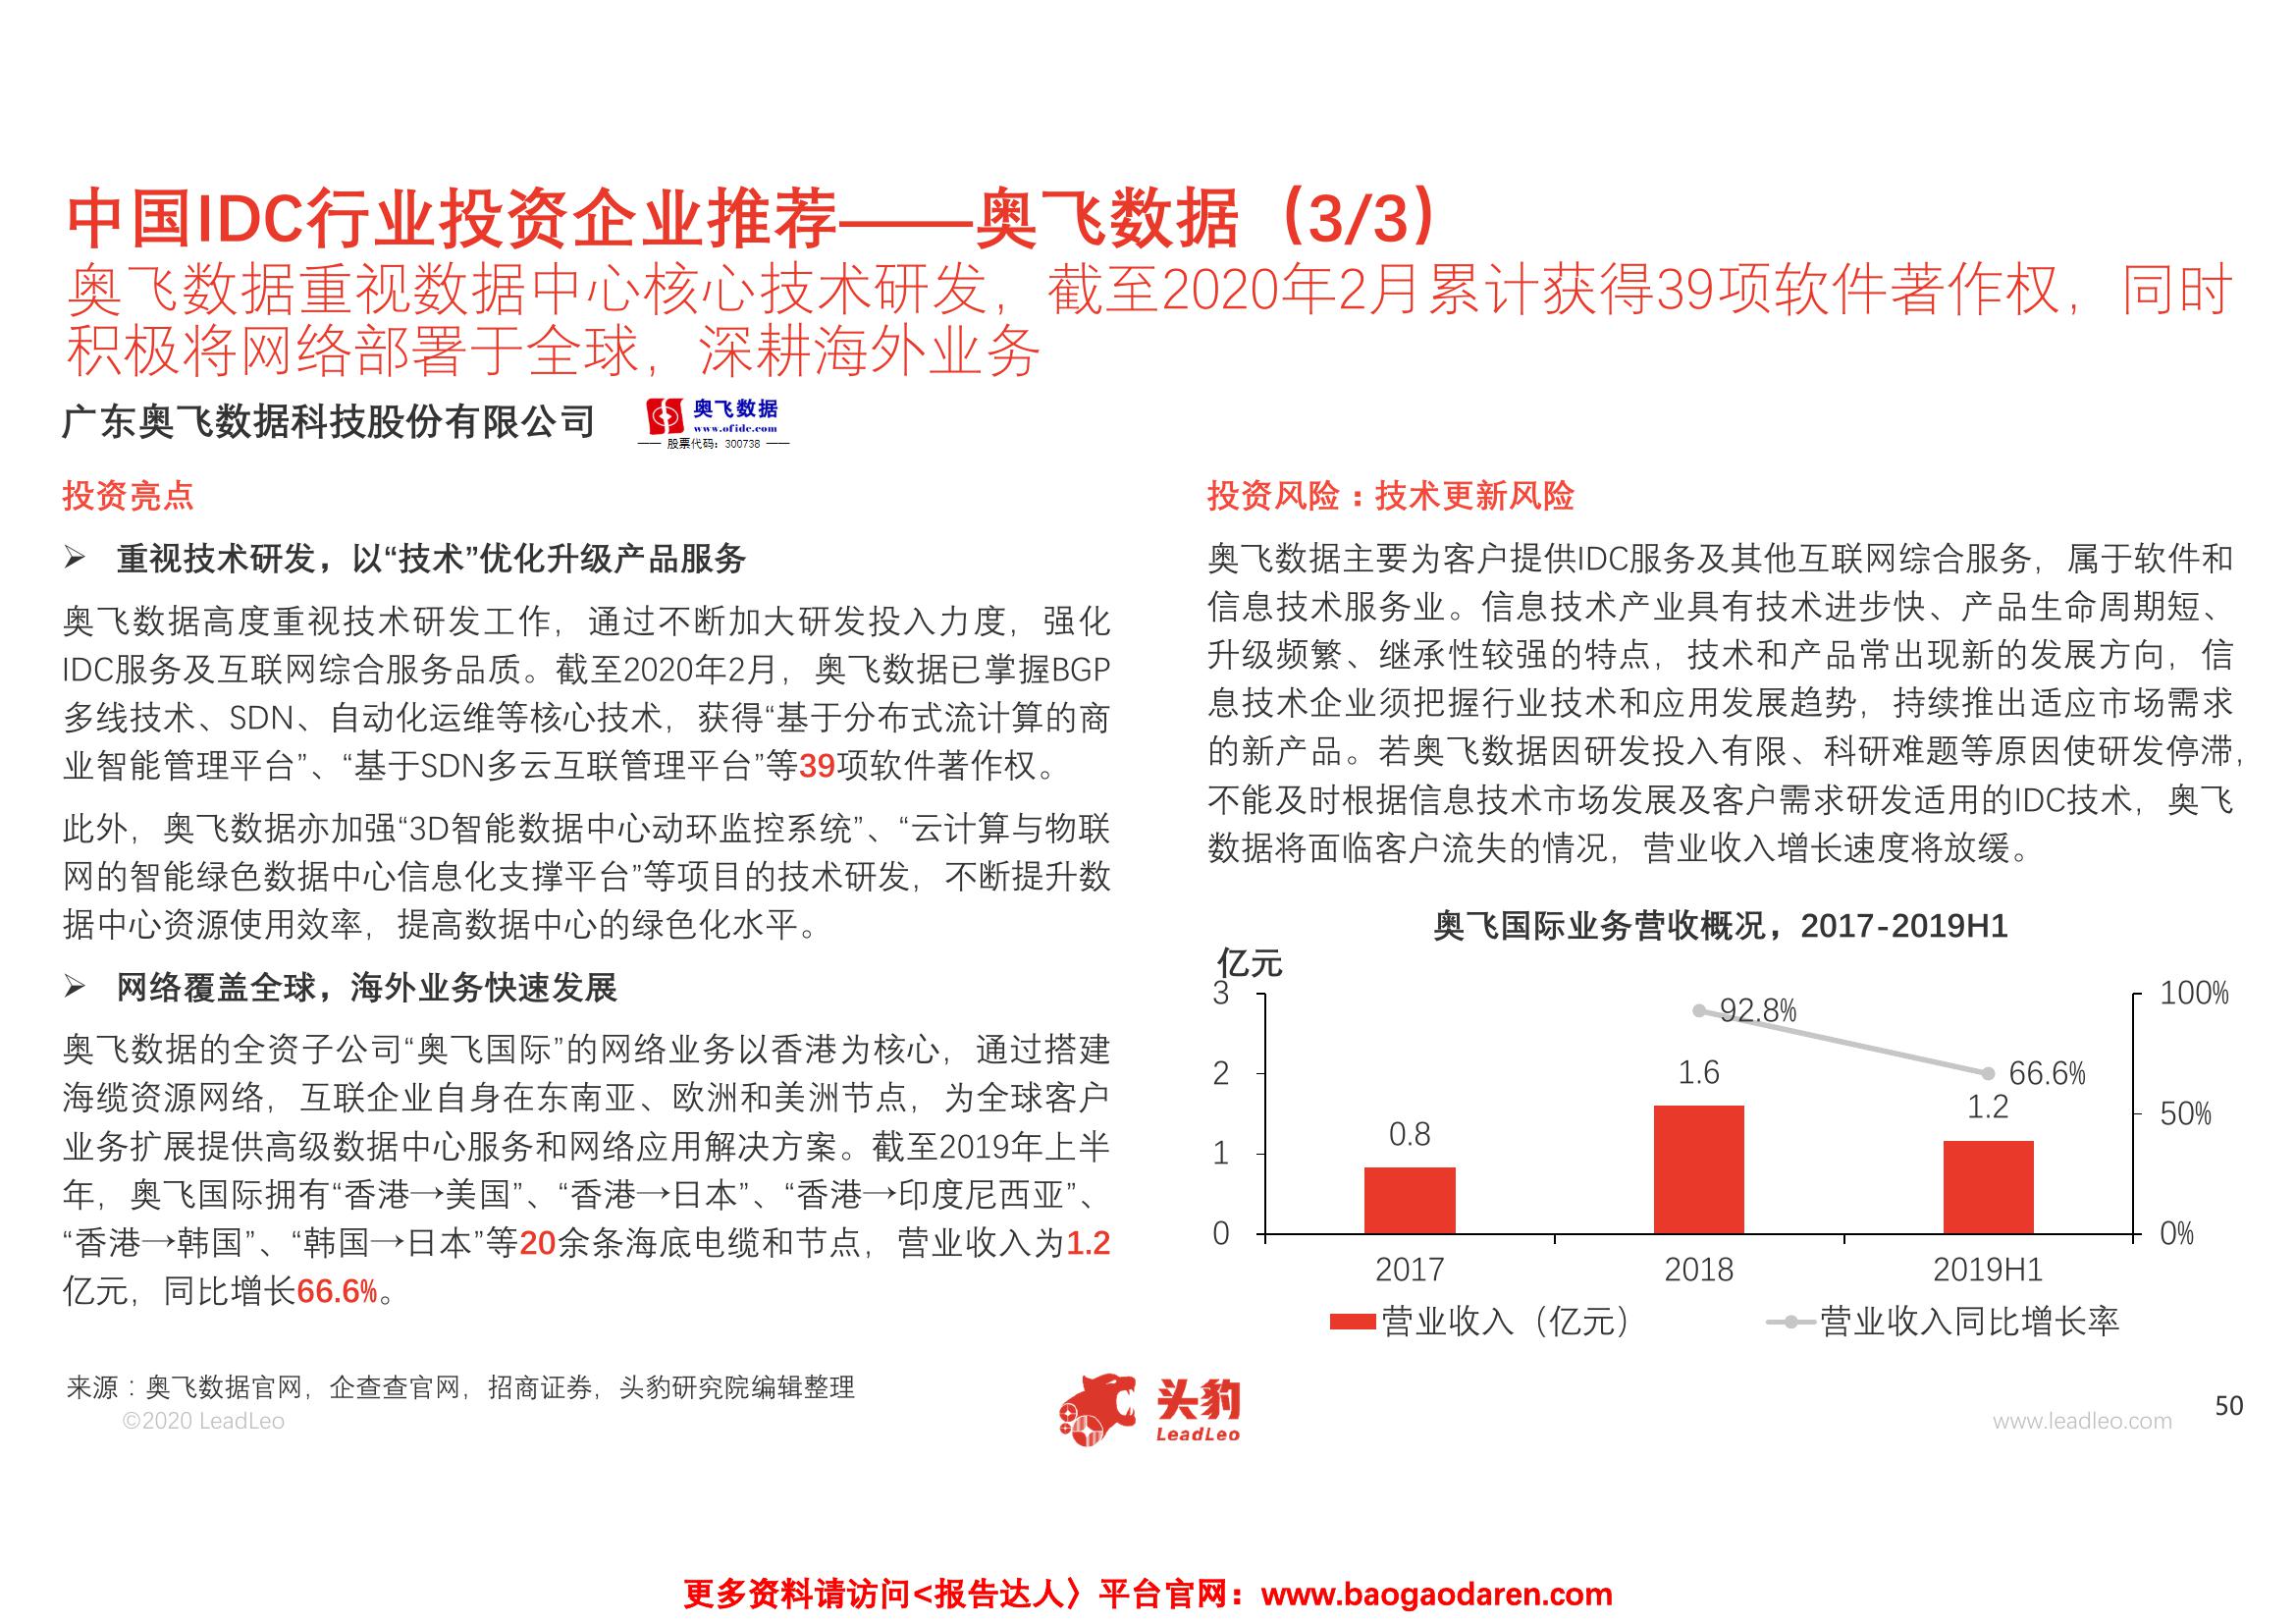 中国IDC行业投资企业推荐——奥飞数据（3/3）
奥飞数据重视数据中心核心技术研发，截至2020年2月累计获得39项软件著作权，同时
积极将网络部署于全球，深耕海外业务
广东奥飞数据科技股份有限公司
奥飞数据
www.ofidc.com
—— 股票代码：300738 ——
投资亮点
➢ 重视技术研发，以“技术”优化升级产品服务
奥飞数据高度重视技术研发工作，通过不断加大研发投入力度，强化
IDC服务及互联网综合服务品质。截至2020年2月，奥飞数据已掌握BGP
多线技术、SDN、自动化运维等核心技术，获得“基于分布式流计算的商
业智能管理平台”、“基于SDN多云互联管理平台”等39项软件著作权。
此外，奥飞数据亦加强“3D智能数据中心动环监控系统”、“云计算与物联
网的智能绿色数据中心信息化支撑平台”等项目的技术研发，不断提升数
据中心资源使用效率，提高数据中心的绿色化水平。
➢ 网络覆盖全球，海外业务快速发展
奥飞数据的全资子公司“奥飞国际”的网络业务以香港为核心，通过搭建
海缆资源网络，互联企业自身在东南亚、欧洲和美洲节点，为全球客户
业务扩展提供高级数据中心服务和网络应用解决方案。截至2019年上半
年，奥飞国际拥有“香港→美国”、“香港→日本”、“香港→印度尼西亚”、
“香港→韩国”、“韩国→日本”等20余条海底电缆和节点，营业收入为1.2
亿元，同比增长66.6%。
投资风险：技术更新风险
奥飞数据主要为客户提供IDC服务及其他互联网综合服务，属于软件和
信息技术服务业。信息技术产业具有技术进步快、产品生命周期短、
升级频繁、继承性较强的特点，技术和产品常出现新的发展方向，信
息技术企业须把握行业技术和应用发展趋势，持续推出适应市场需求
的新产品。若奥飞数据因研发投入有限、科研难题等原因使研发停滞，
不能及时根据信息技术市场发展及客户需求研发适用的IDC技术，奥飞
数据将面临客户流失的情况，营业收入增长速度将放缓。
奥飞国际业务营收概况，2017-2019H1
亿元
3
2
1
0
100%
50%
0%
92.8%
66.6%
0.8
1.6
1.2
2017
2018
2019H1
营业收入（亿元）
营业收入同比增长率
来源：奥飞数据官网，企查查官网，招商证券，头豹研究院编辑整理
©2020 LeadLeo
头豹
LeadLeo
www.leadleo.com
50
更多资料请访问<报告达人〉平台官网：www.baogaodaren.com